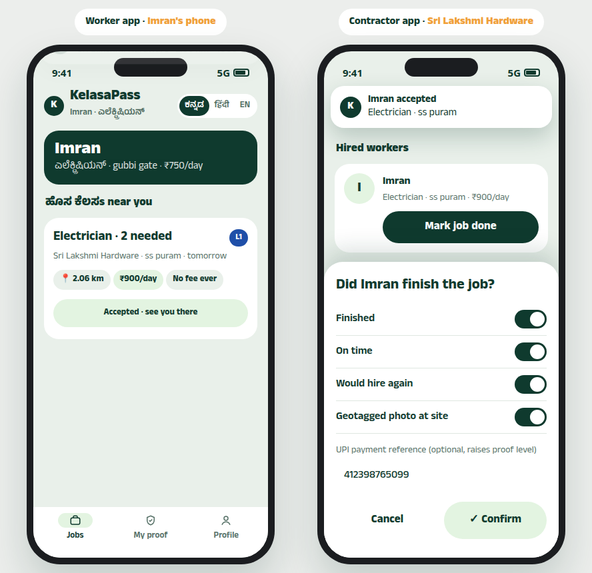 Worker app · Imran's phone
9:41
5G
K
KelasaPass
Imran · ಎಲೆಕ್ಟ್ರಿಷಿಯನ್
ಕನ್ನಡ
हिंदी
EN
Imran
ಎಲೆಕ್ಟ್ರಿಷಿಯನ್ · gubbi gate · ₹750/day
ಹೊಸ ಕೆಲಸs near you
Electrician · 2 needed
L1
Sri Lakshmi Hardware · ss puram · tomorrow
2.06 km
₹900/day
No fee ever
Accepted · see you there
Jobs
My proof
Profile
Contractor app · Sri Lakshmi Hardware
9:41
5G
K
Imran accepted
Electrician · ss puram
Hired workers
I
Imran
Electrician · ss puram · ₹900/day
Mark job done
Did Imran finish the job?
Finished
On time
Would hire again
Geotagged photo at site
UPI payment reference (optional, raises proof level)
412398765099
Cancel
✓ Confirm